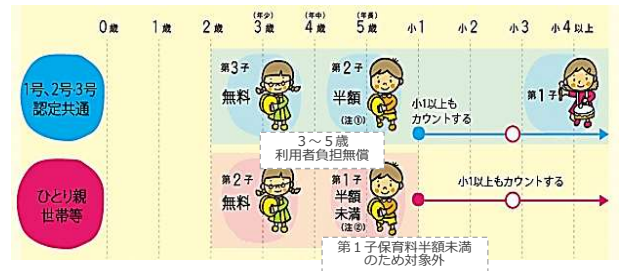 (年少) (年中) (年長)
0歳 1歳 2歳 3歳 4歳 5歳 小1 小2 小3 小4以上
1号、2号・3号
認定共通
第3子
無料
第2子
半額
(注①)
小1以上も
カウントする
第1子
3～5歳
利用者負担無償
ひとり親
世帯等
第2子
無料
第1子
半額
未満
(注②)
小1以上もカウントする
第1子保育料半額未満
のため対象外